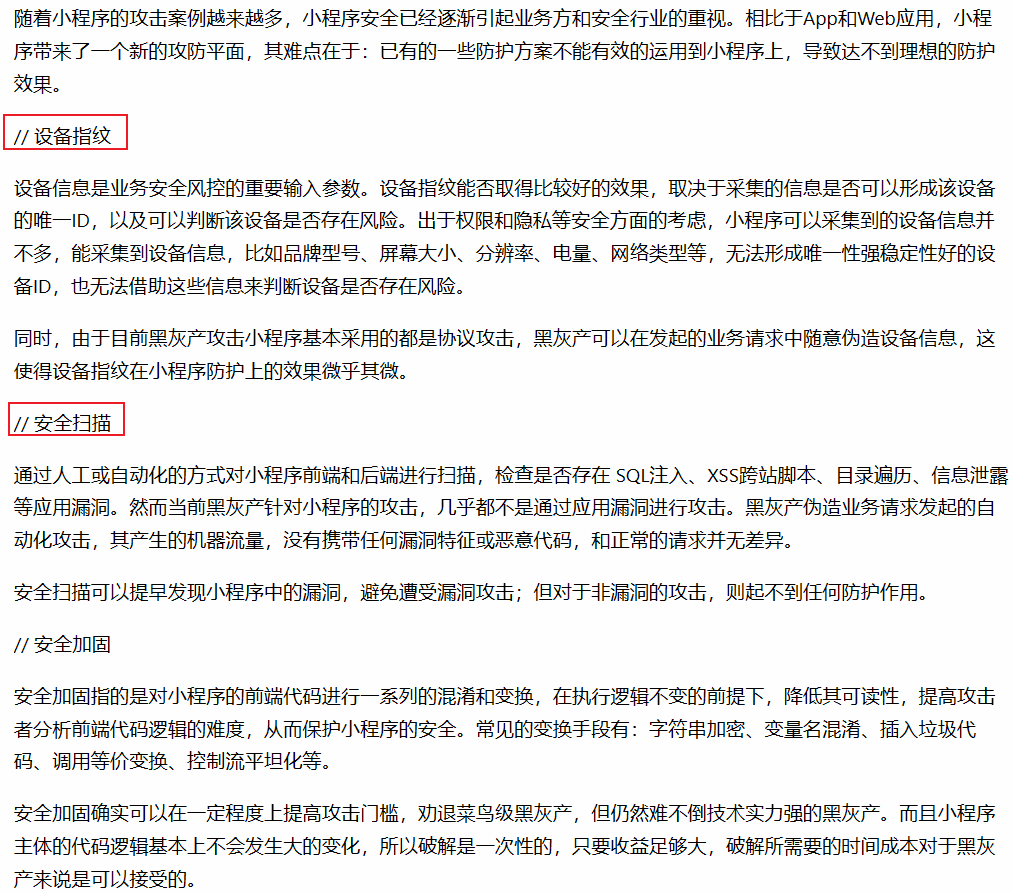 随着小程序的攻击案例越来越多，小程序安全已经逐渐引起业务方和安全行业的重视。相比于App和Web应用，小程
序带来了一个新的攻防平面，其难点在于：已有的一些防护方案不能有效的运用到小程序上，导致达不到理想的防护
效果。
// 设备指纹
设备信息是业务安全风控的重要输入参数。设备指纹能否取得比较好的效果，取决于采集的信息是否可以形成该设备
的唯一ID，以及可以判断该设备是否存在风险。出于权限和隐私等安全方面的考虑，小程序可以采集到的设备信息并
不多，能采集到设备信息，比如品牌型号、屏幕大小、分辨率、电量、网络类型等，无法形成唯一性强稳定性好的设
备ID，也无法借助这些信息来判断设备是否存在风险。
同时，由于目前黑灰产攻击小程序基本采用的都是协议攻击，黑灰产可以在发起的业务请求中随意伪造设备信息，这
使得设备指纹在小程序防护上的效果微乎其微。
// 安全扫描
通过人工或自动化的方式对小程序前端和后端进行扫描，检查是否存在 SQL注入、XSS跨站脚本、目录遍历、信息泄露
等应用漏洞。然而当前黑灰产针对小程序的攻击，几乎都不是通过应用漏洞进行攻击。黑灰产伪造业务请求发起的自
动化攻击，其产生的机器流量，没有携带任何漏洞特征或恶意代码，和正常的请求并无差异。
安全扫描可以提早发现小程序中的漏洞，避免遭受漏洞攻击；但对于非漏洞的攻击，则起不到任何防护作用。
// 安全加固
安全加固指的是对小程序的前端代码进行一系列的混淆和变换，在执行逻辑不变的前提下，降低其可读性，提高攻击
者分析前端代码逻辑的难度，从而保护小程序的安全。常见的变换手段有：字符串加密、变量名混淆、插入垃圾代
码、调用等价变换、控制流平坦化等。
安全加固确实可以在一定程度上提高攻击门槛，劝退菜鸟级黑灰产，但仍然难不倒技术实力强的黑灰产。而且小程序
主体的代码逻辑基本上不会发生大的变化，所以破解是一次性的，只要收益足够大，破解所需要的时间成本对于黑灰
产来说是可以接受的。